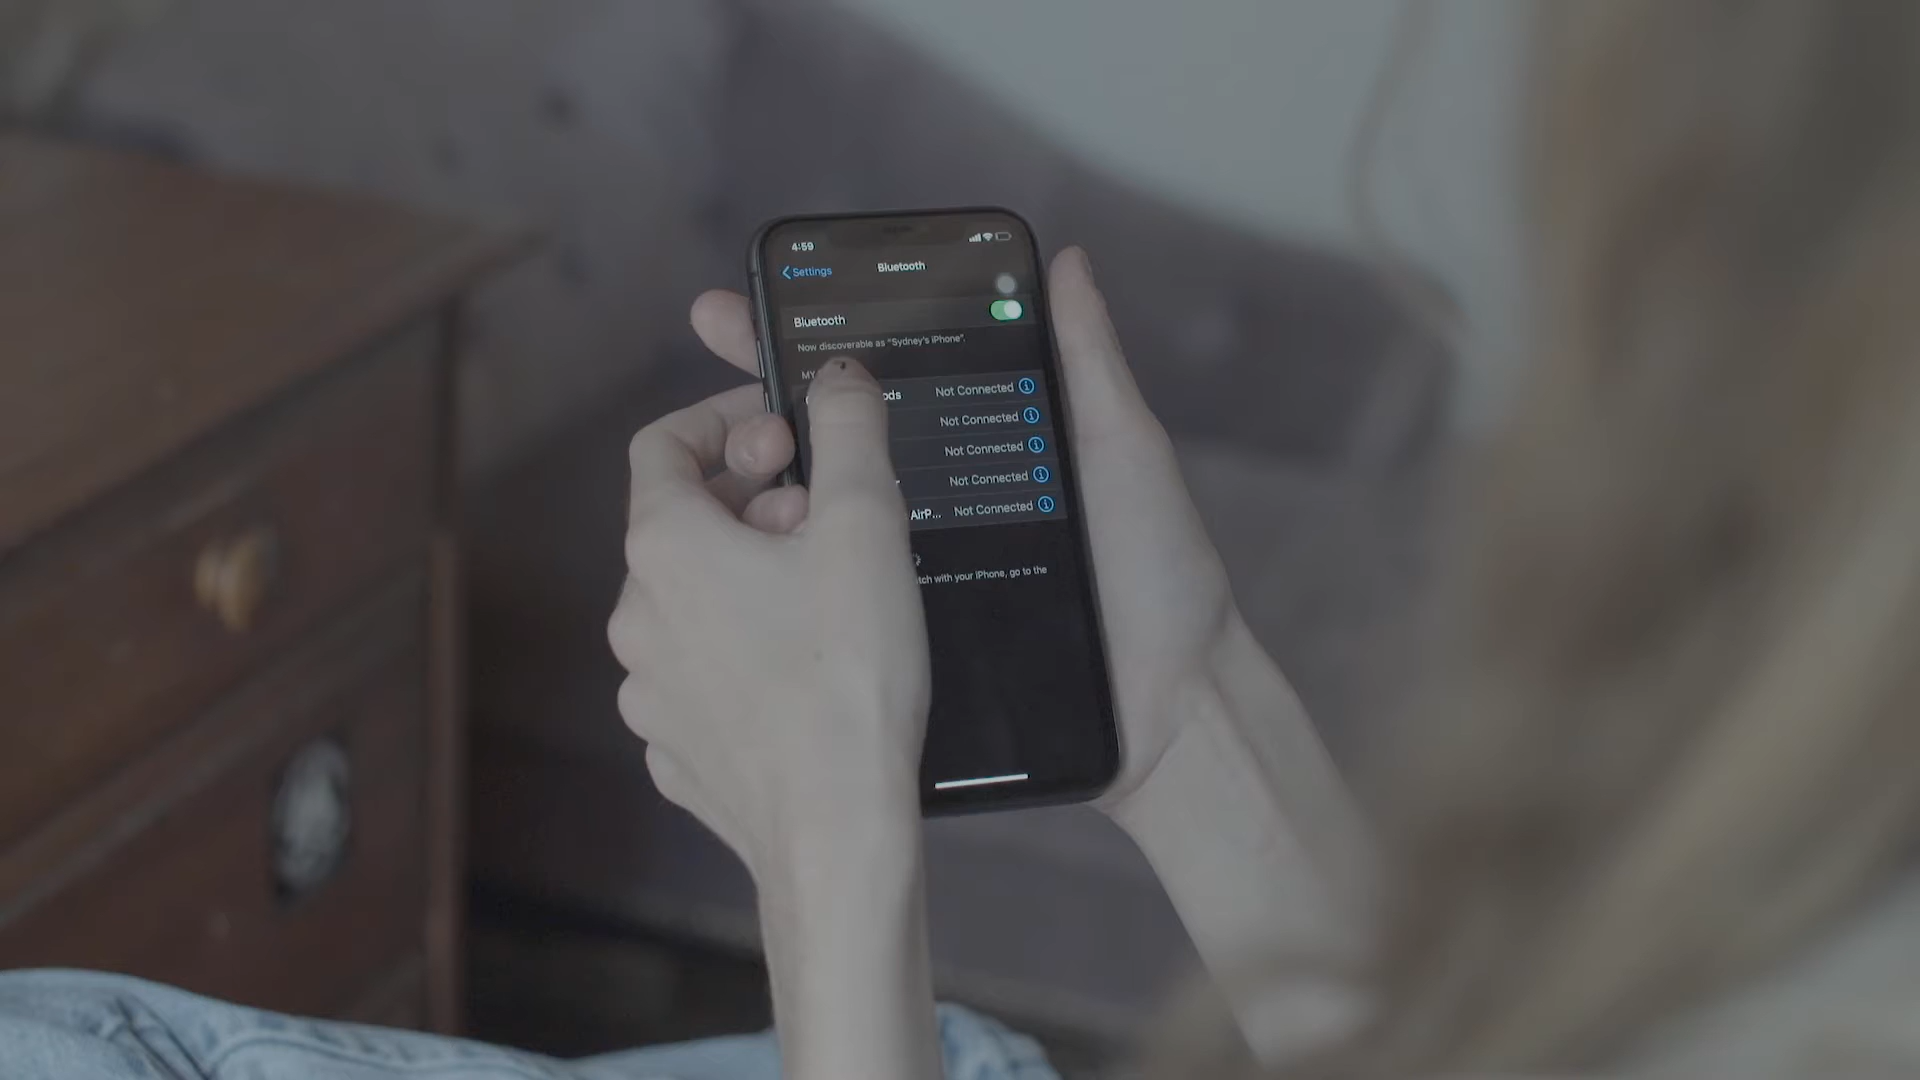 4:59
Settings
Bluetooth
Bluetooth
Now discoverable as "Sydney's iPhone".
MY
ods Not Connected
Not Connected
Not Connected
Not Connected
AirP... Not Connected
tch with your iPhone, go to the